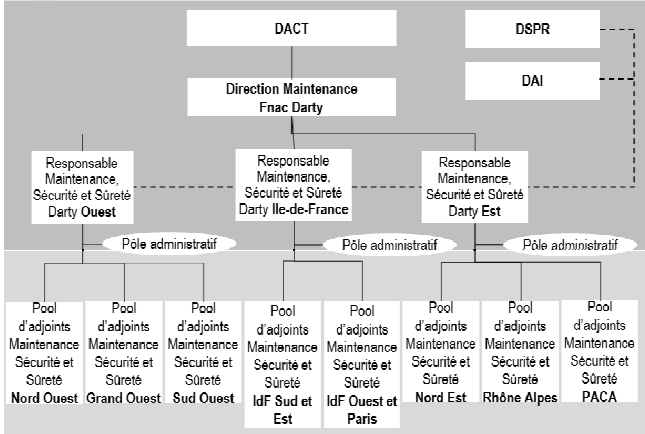 DACT
DSPR
DAI
Direction Maintenance
Fnac Darty
Responsable
Maintenance,
Sécurité et Sûreté
Darty Ouest
Responsable
Maintenance,
Sécurité et Sûreté
Darty Ile-de-France
Responsable
Maintenance,
Sécurité et Sûreté
Darty Est
Pôle administratif
Pôle administratif
Pôle administratif
Pool
d'adjoints
Maintenance
Sécurité et
Sûreté
Nord Ouest
Pool
d'adjoints
Maintenance
Sécurité et
Sûreté
Grand Ouest
Pool
d'adjoints
Maintenance
Sécurité et
Sûreté
Sud Ouest
Pool
d'adjoints
Maintenance
Sécurité et
Sûreté
IdF Sud et
Est
Pool
d'adjoints
Maintenance
Sécurité et
Sûreté
IdF Ouest et
Paris
Pool
d'adjoints
Maintenance
Sécurité et
Sûreté
Nord Est
Pool
d'adjoints
Maintenance
Sécurité et
Sûreté
Rhône Alpes
Pool
d'adjoints
Maintenance
Sécurité et
Sûreté
PACA